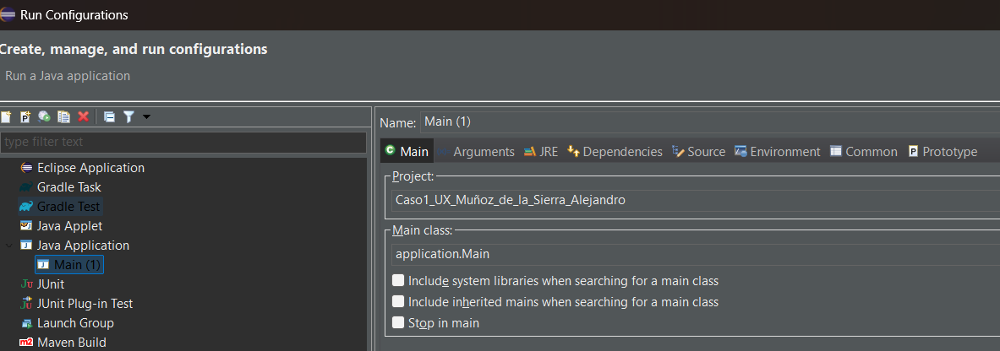 Run Configurations
Create, manage, and run configurations
Run a Java application
type filter text
Eclipse Application
Gradle Task
Gradle Test
Java Applet
Java Application
Main (1)
JUnit
JUnit Plug-in Test
Launch Group
Maven Build
Name: Main (1)
Main Arguments JRE Dependencies Source Environment Common Prototype
Project:
Caso1_UX_Muñoz_de_la_Sierra_Alejandro
Main class:
application.Main
Include system libraries when searching for a main class
Include inherited mains when searching for a main class
Stop in main